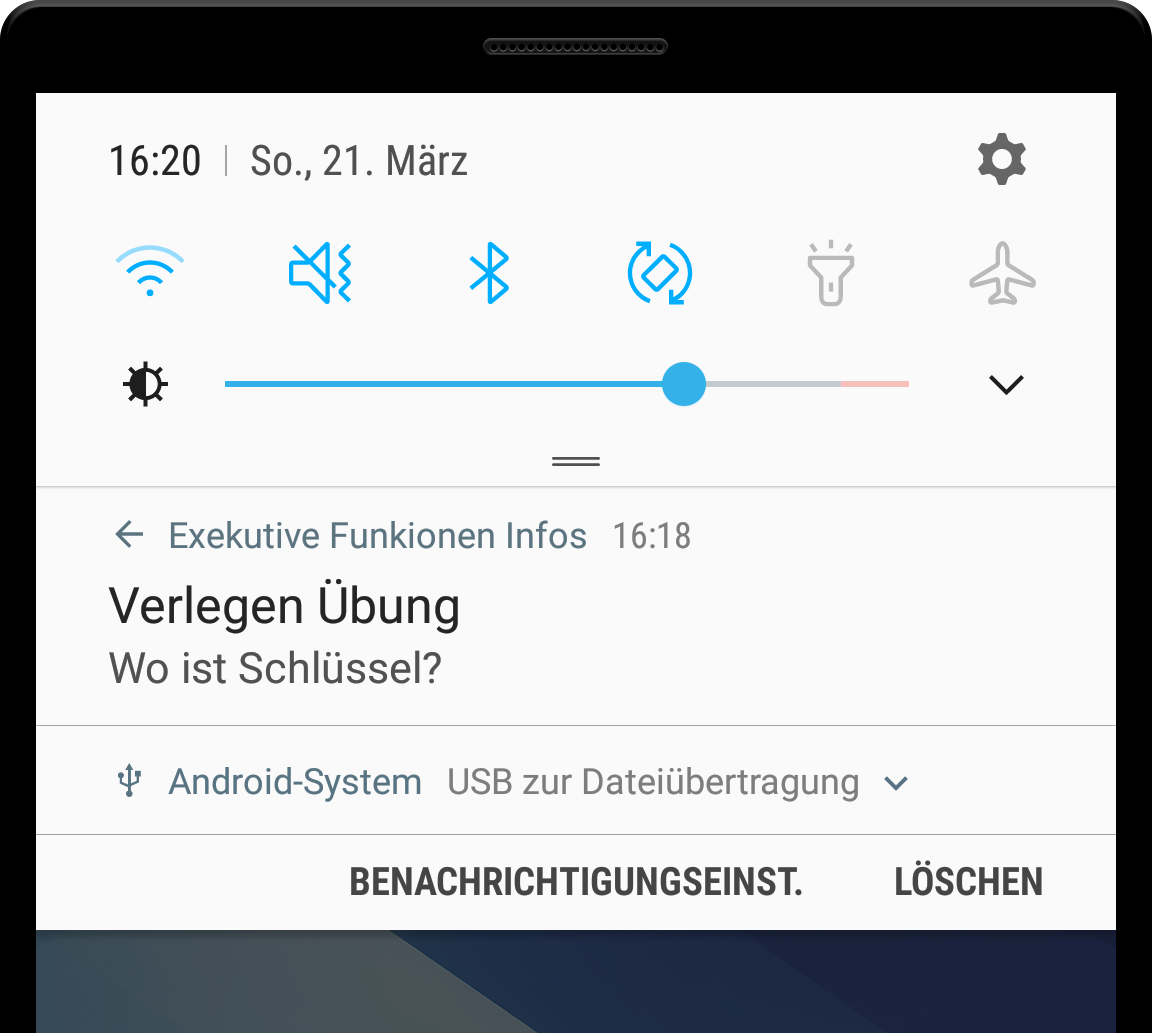 16:20 | So., 21. März
Exekutive Funkionen Infos 16:18
Verlegen Übung
Wo ist Schlüssel?
Android-System USB zur Dateiübertragung
BENACHRICHTIGUNGSEINST. LÖSCHEN